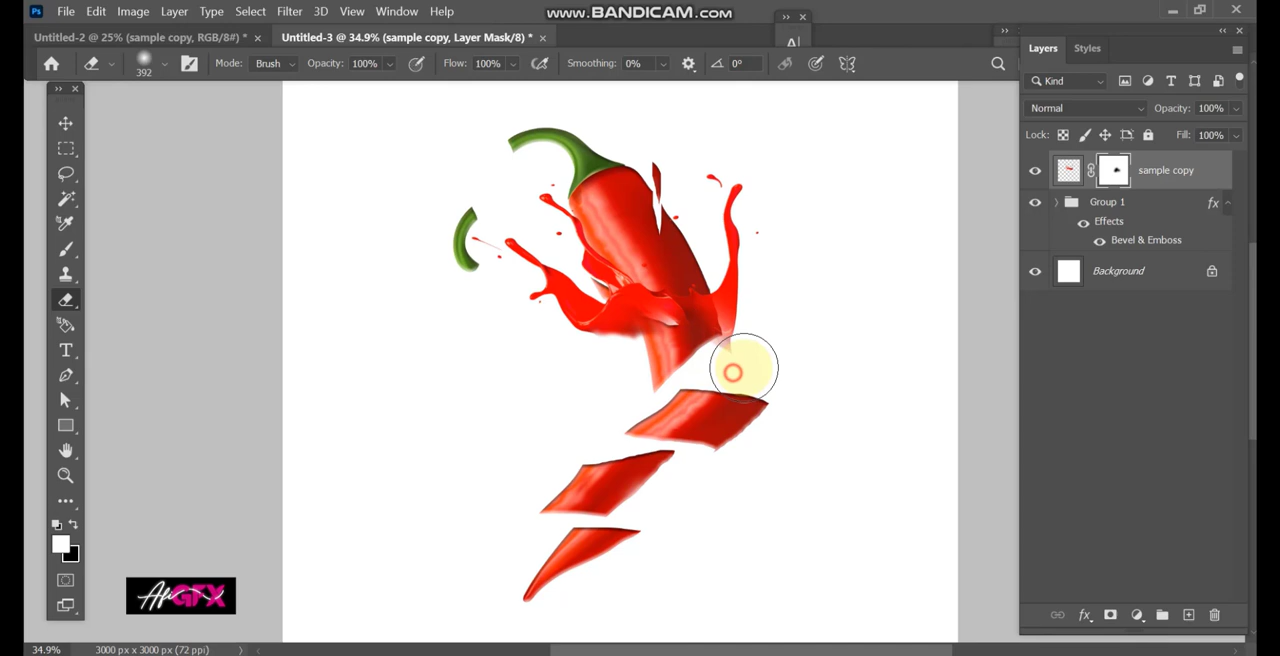 File Edit Image Layer Type Select Filter 3D View Window Help
www.BANDICAM.com
Untitled-2 @ 25% (sample copy, RGB/8#) *
Untitled-3 @ 34.9% (sample copy, Layer Mask/8) *
392
Mode: Brush
Opacity: 100%
Flow: 100%
Smoothing: 0%
0°
Layers
Styles
Kind
Normal
Opacity: 100%
Lock:
Fill: 100%
sample copy
Group 1
fx
Effects
Bevel & Emboss
Background
GFX
34.9%
3000 px x 3000 px (72 ppi)
fx